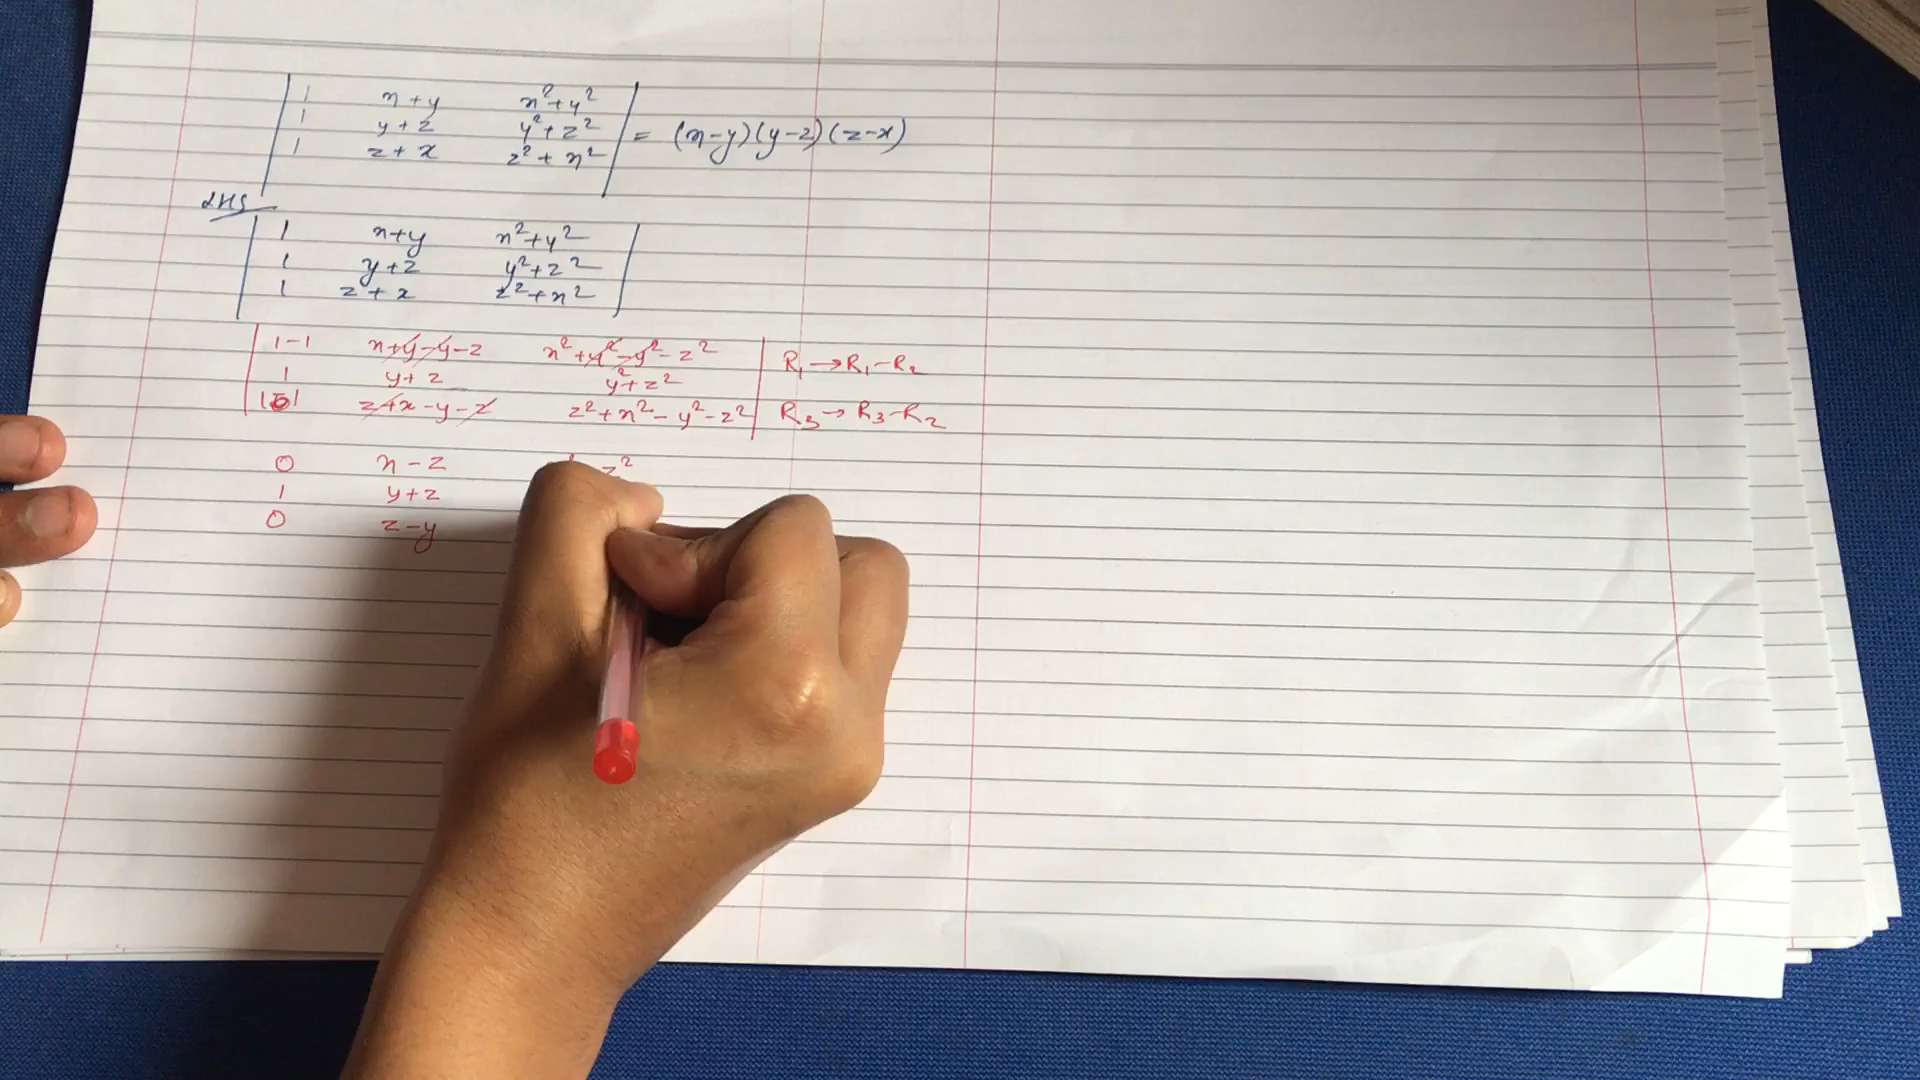 1 x+y x²+y²
1 y+z y²+z² = (x-y)(y-z)(z-x)
1 z+x z²+x²
LHS
1 x+y x²+y²
1 y+z y²+z²
1 z+x z²+x²
1-1 x+y-y-z x²+y²-y²-z² R₁→R₁-R₂
1 y+z y²+z²
1-1 z+x-y-z z²+x²-y²-z² R₃→R₃-R₂
0 x-z z²
1 y+z
0 z-y